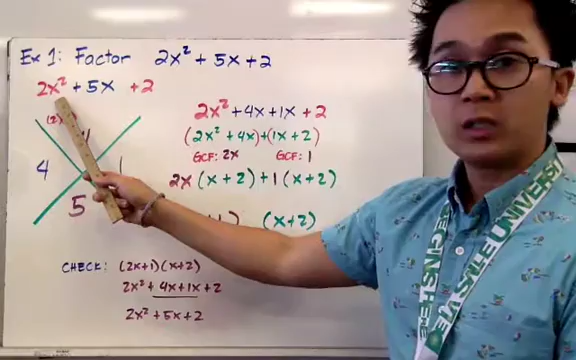 Ex 1: Factor 2x² + 5x + 2
2x² + 5x + 2
4 1
5
2x² + 4x + 1x + 2
(2x² + 4x) + (1x + 2)
GCF: 2x GCF: 1
2x (x + 2) + 1 (x + 2)
(x + 2)
CHECK: (2x+1)(x+2)
2x² + 4x + 1x + 2
2x² + 5x + 2
UNIVERSITY